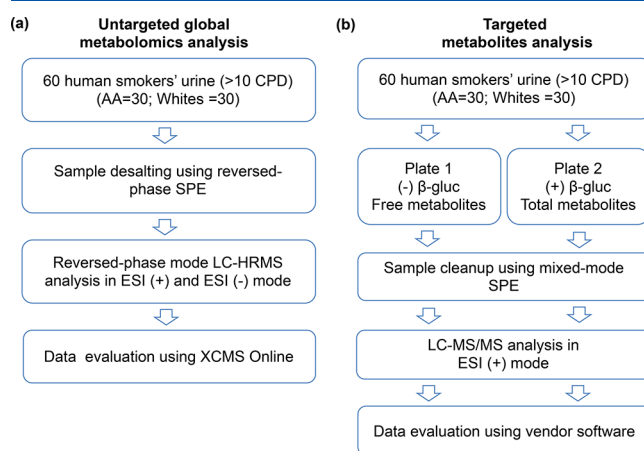 (a)
Untargeted global
metabolomics analysis
60 human smokers' urine (>10 CPD)
(AA=30; Whites =30)
Sample desalting using reversed-
phase SPE
Reversed-phase mode LC-HRMS
analysis in ESI (+) and ESI (-) mode
Data evaluation using XCMS Online
(b)
Targeted
metabolites analysis
60 human smokers' urine (>10 CPD)
(AA=30; Whites =30)
Plate 1
(-) β-gluc
Free metabolites
Plate 2
(+) β-gluc
Total metabolites
Sample cleanup using mixed-mode
SPE
LC-MS/MS analysis in
ESI (+) mode
Data evaluation using vendor software